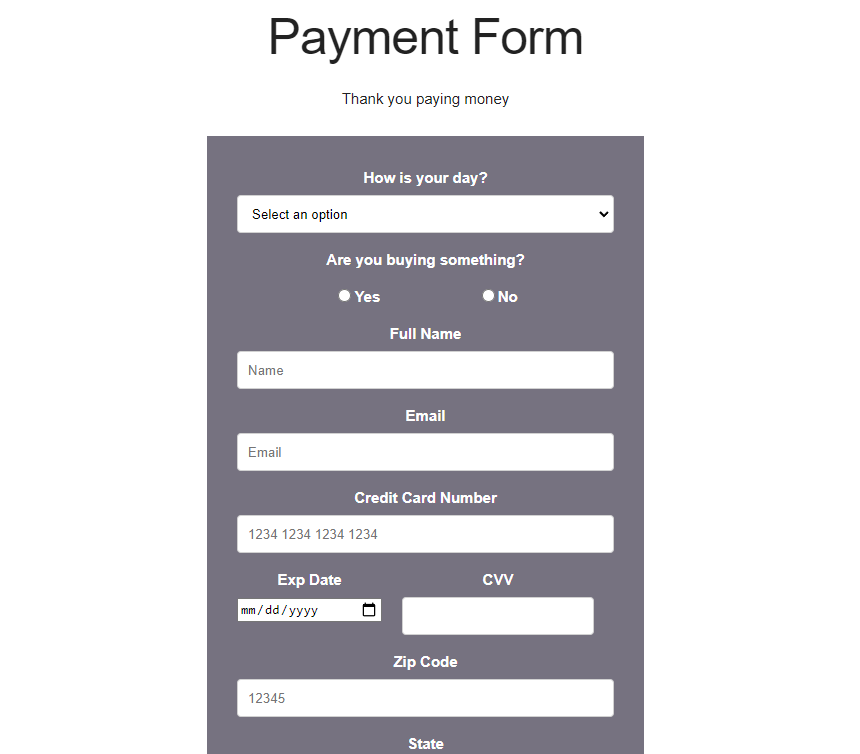 Payment Form
Thank you paying money
How is your day?
Select an option
Are you buying something?
Yes No
Full Name
Name
Email
Email
Credit Card Number
1234 1234 1234 1234
Exp Date CVV
mm/dd/yyyy
Zip Code
12345
State